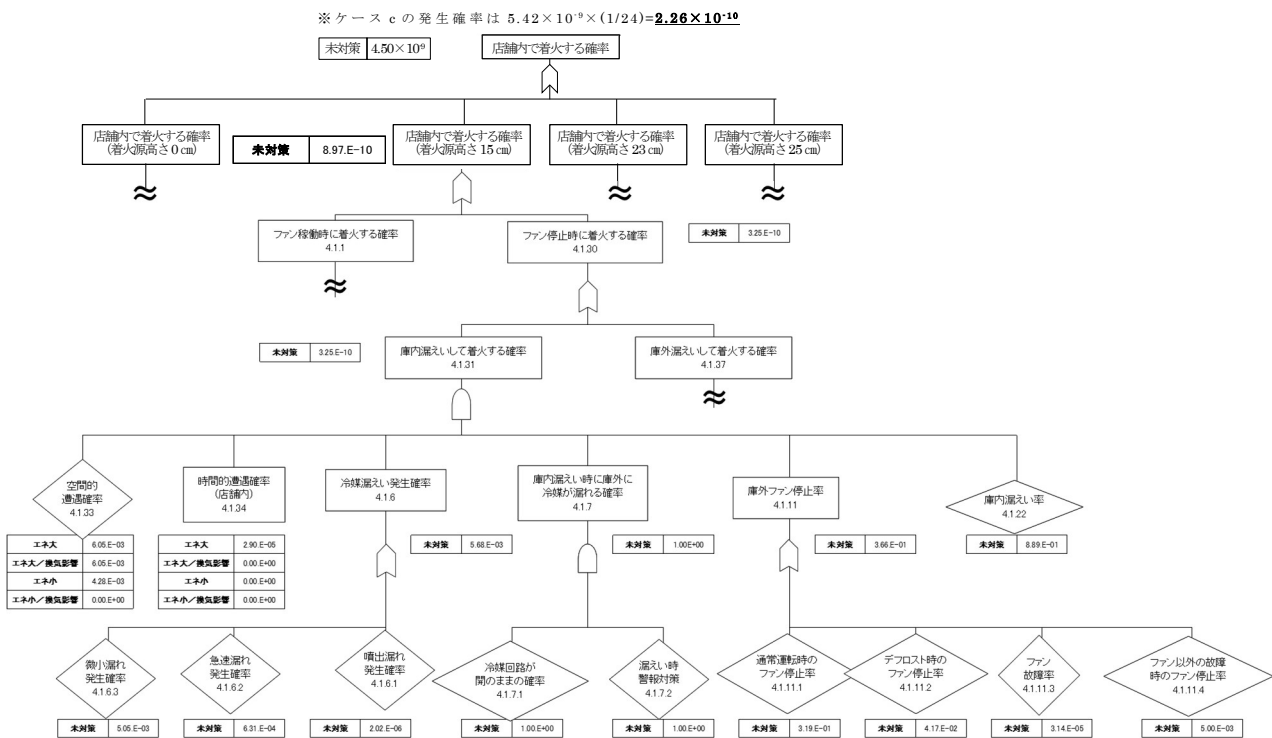 ※ケースcの発生確率は5.42×10⁻⁹×(1/24)=2.26×10⁻¹⁰
未対策 4.50×10⁹
店舗内で着火する確率
店舗内で着火する確率
(着火源高さ0㎝)
未対策 8.97.E-10
店舗内で着火する確率
(着火源高さ15㎝)
店舗内で着火する確率
(着火源高さ23㎝)
店舗内で着火する確率
(着火源高さ25㎝)
ファン稼働時に着火する確率
4.1.1
ファン停止時に着火する確率
4.1.30
未対策 3.25.E-10
未対策 3.25.E-10
庫内漏えいして着火する確率
4.1.31
庫外漏えいして着火する確率
4.1.37
空間的
遭遇確率
4.1.33
時間的遭遇確率
(店舗内)
4.1.34
冷媒漏えい発生確率
4.1.6
庫内漏えい時に庫外に
冷媒が漏れる確率
4.1.7
庫外ファン停止率
4.1.11
庫内漏えい率
4.1.22
エネ大 6.05.E-03
エネ大/換気影響 6.05.E-03
エネ小 4.28.E-03
エネ小/換気影響 0.00.E+00
エネ大 2.90.E-05
エネ大/換気影響 0.00.E+00
エネ小 0.00.E+00
エネ小/換気影響 0.00.E+00
未対策 5.68.E-03
未対策 1.00E+00
未対策 3.66.E-01
未対策 8.89.E-01
微小漏れ
発生確率
4.1.6.3
急速漏れ
発生確率
4.1.6.2
噴出漏れ
発生確率
4.1.6.1
冷媒回路が
開のままの確率
4.1.7.1
漏えい時
警報対策
4.1.7.2
通常運転時の
ファン停止率
4.1.11.1
デフロスト時の
ファン停止率
4.1.11.2
ファン
故障率
4.1.11.3
ファン以外の故障
時のファン停止率
4.1.11.4
未対策 5.05.E-03
未対策 6.31.E-04
未対策 2.02.E-06
未対策 1.00.E+00
未対策 1.00E+00
未対策 3.19.E-01
未対策 4.17.E-02
未対策 3.14.E-05
未対策 5.00.E-03